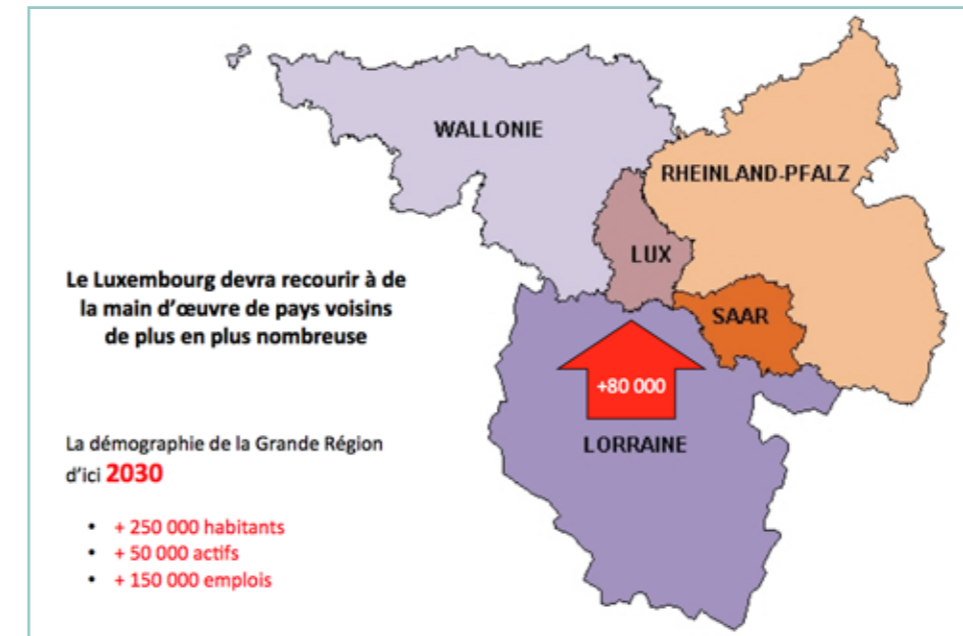 WALLONIE
RHEINLAND-PFALZ
LUX
Le Luxembourg devra recourir à de
la main d'œuvre de pays voisins
de plus en plus nombreuse
SAAR
+80 000
La démographie de la Grande Région
d'ici 2030
LORRAINE
• + 250 000 habitants
• + 50 000 actifs
• + 150 000 emplois